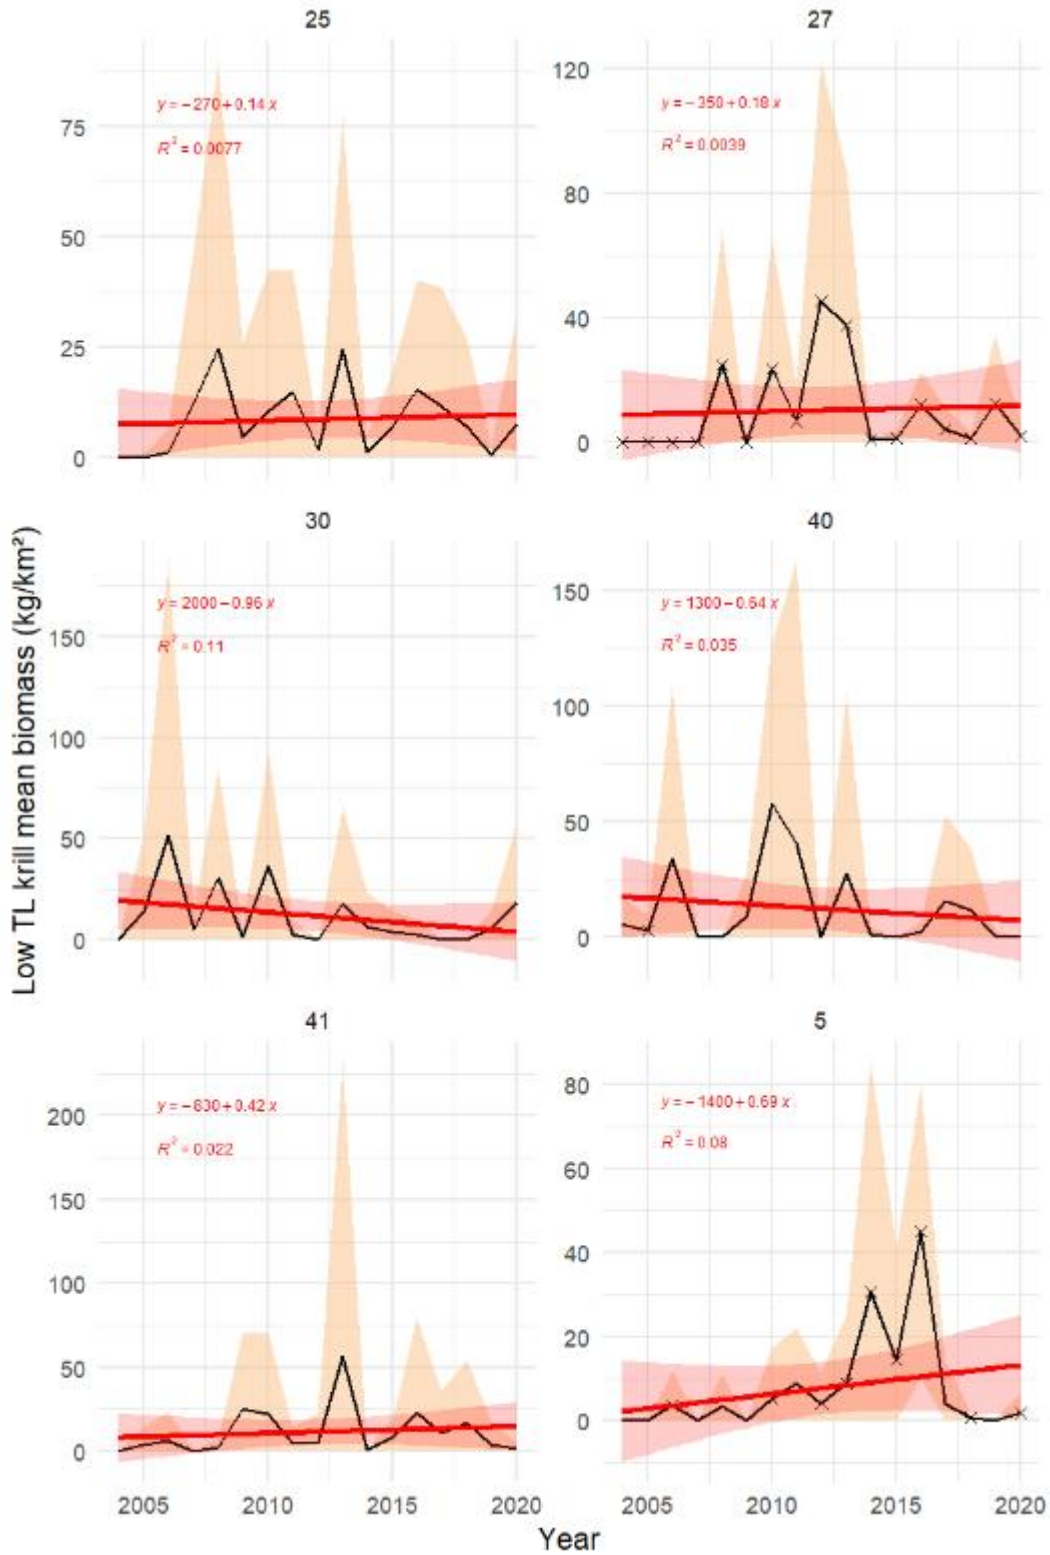 25
27
y = −270+0.14 x
R² = 0.0077
75
50
25
0
y = −350+0.18 x
R² = 0.0039
120
80
40
0
30
40
y = 2000−0.96 x
R² = 0.11
150
100
50
0
y = 1300−0.64 x
R² = 0.035
150
100
50
0
Low TL krill mean biomass (kg/km²)
41
5
y = −830+0.42 x
R² = 0.022
200
150
100
50
0
y = −1400+0.69 x
R² = 0.08
80
60
40
20
0
2005 2010 2015 2020
2005 2010 2015 2020
Year